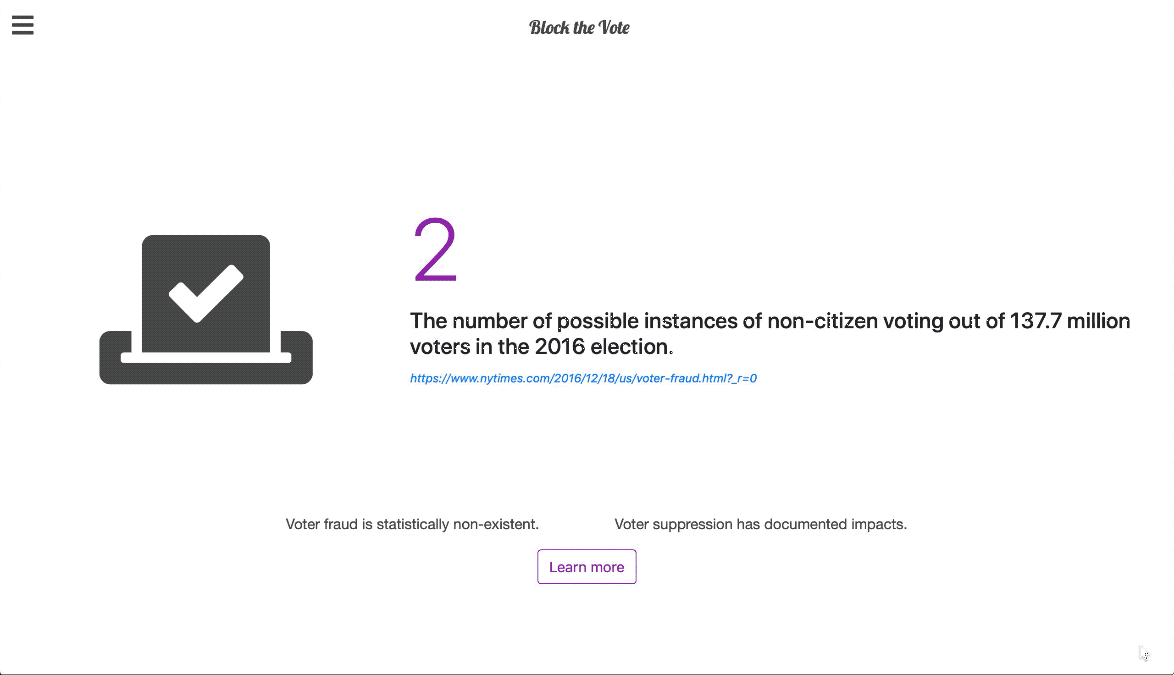 Block the Vote
2
The number of possible instances of non-citizen voting out of 137.7 million
voters in the 2016 election.
https://www.nytimes.com/2016/12/18/us/voter-fraud.html?_r=0
Voter fraud is statistically non-existent.
Voter suppression has documented impacts.
Learn more